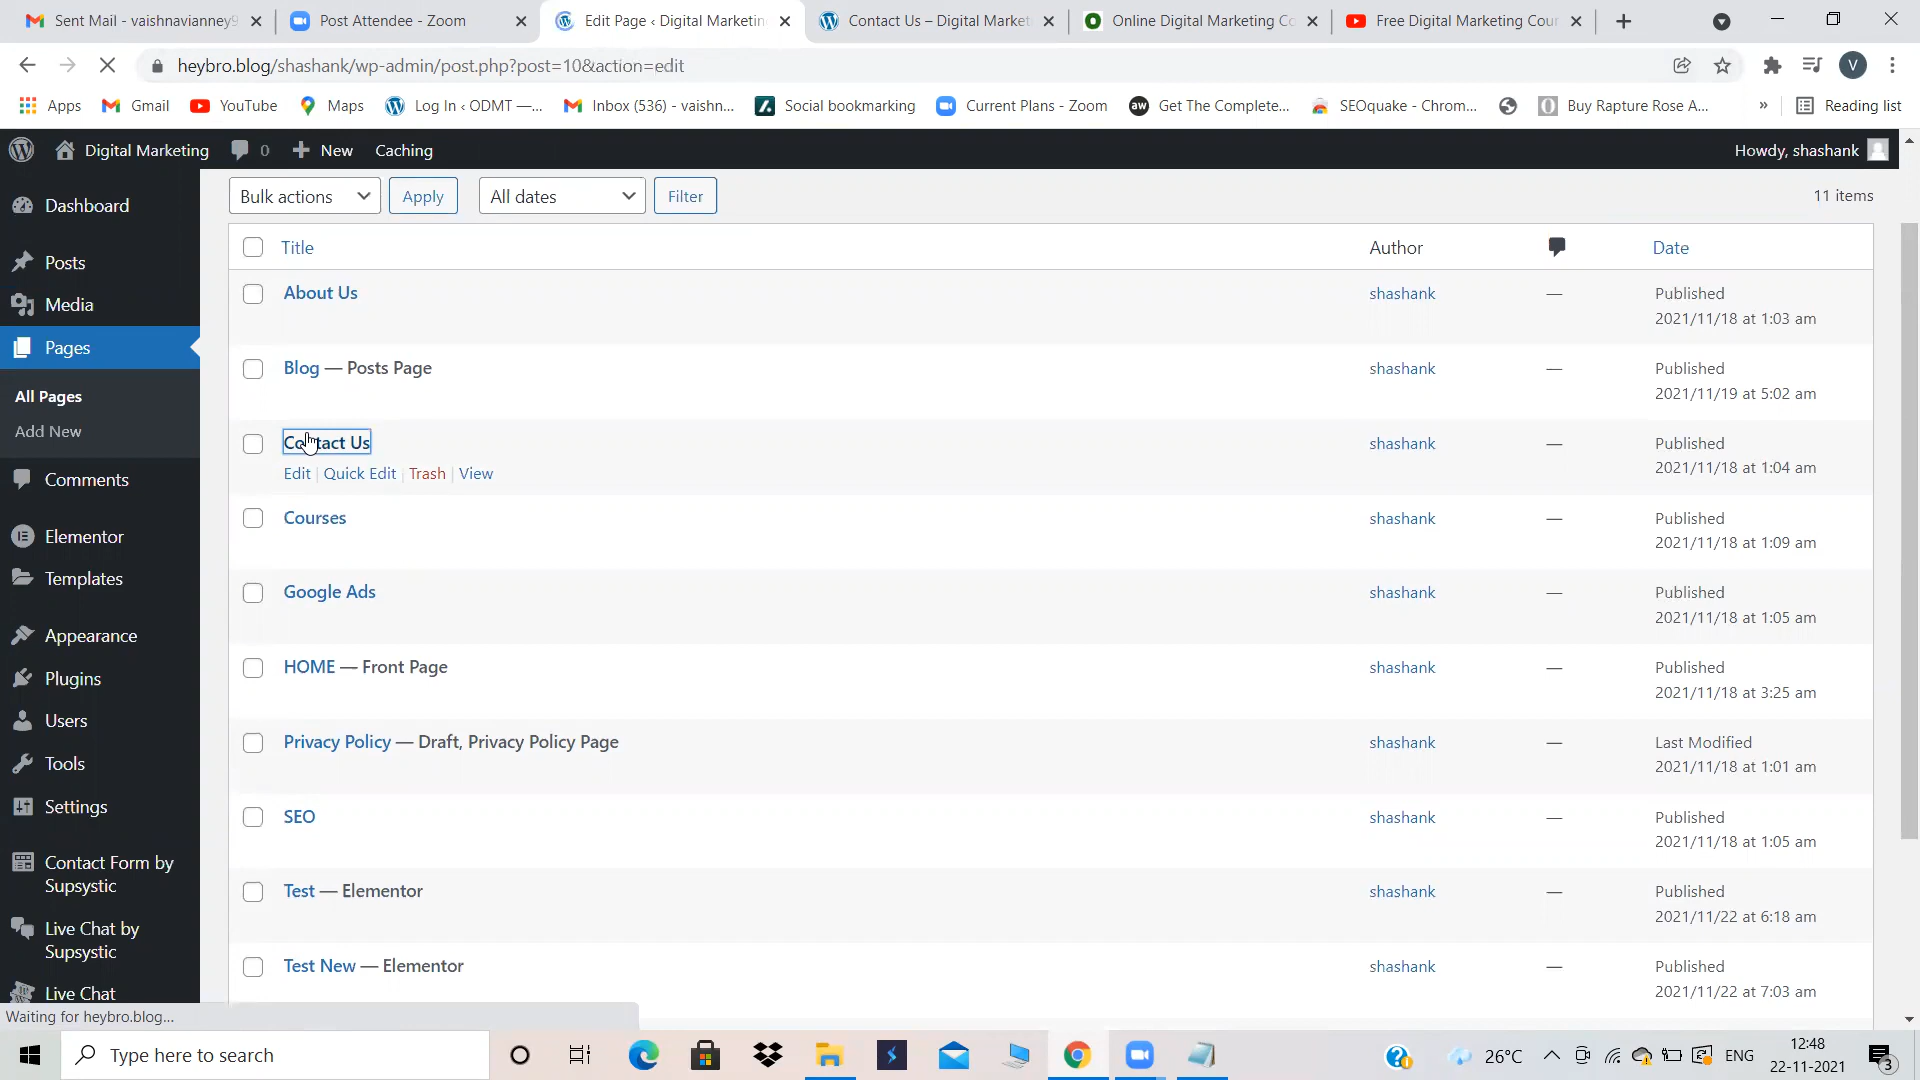 Sent Mail - vaishnavianney9
Post Attendee - Zoom
Edit Page ‹ Digital Marketin
Contact Us – Digital Market
Online Digital Marketing Co
Free Digital Marketing Cour
heybro.blog/shashank/wp-admin/post.php?post=10&action=edit
V
Apps
Gmail
YouTube
Maps
Log In ‹ ODMT —...
Inbox (536) - vaishn...
Social bookmarking
Current Plans - Zoom
aw Get The Complete...
SEOquake - Chrom...
Buy Rapture Rose A...
»
Reading list
Digital Marketing
0
New
Caching
Howdy, shashank
Dashboard
Posts
Media
Pages
All Pages
Add New
Comments
Elementor
Templates
Appearance
Plugins
Users
Tools
Settings
Contact Form by
Supsystic
Live Chat by
Supsystic
Live Chat
Bulk actions
Apply
All dates
Filter
11 items
Title Author Date
About Us shashank — Published
2021/11/18 at 1:03 am
Blog — Posts Page shashank — Published
2021/11/19 at 5:02 am
Contact Us shashank — Published
2021/11/18 at 1:04 am
Edit | Quick Edit | Trash | View
Courses shashank — Published
2021/11/18 at 1:09 am
Google Ads shashank — Published
2021/11/18 at 1:05 am
HOME — Front Page shashank — Published
2021/11/18 at 3:25 am
Privacy Policy — Draft, Privacy Policy Page shashank — Last Modified
2021/11/18 at 1:01 am
SEO shashank — Published
2021/11/18 at 1:05 am
Test — Elementor shashank — Published
2021/11/22 at 6:18 am
Test New — Elementor shashank — Published
2021/11/22 at 7:03 am
Waiting for heybro.blog...
Type here to search
26°C
ENG
12:48
22-11-2021
3